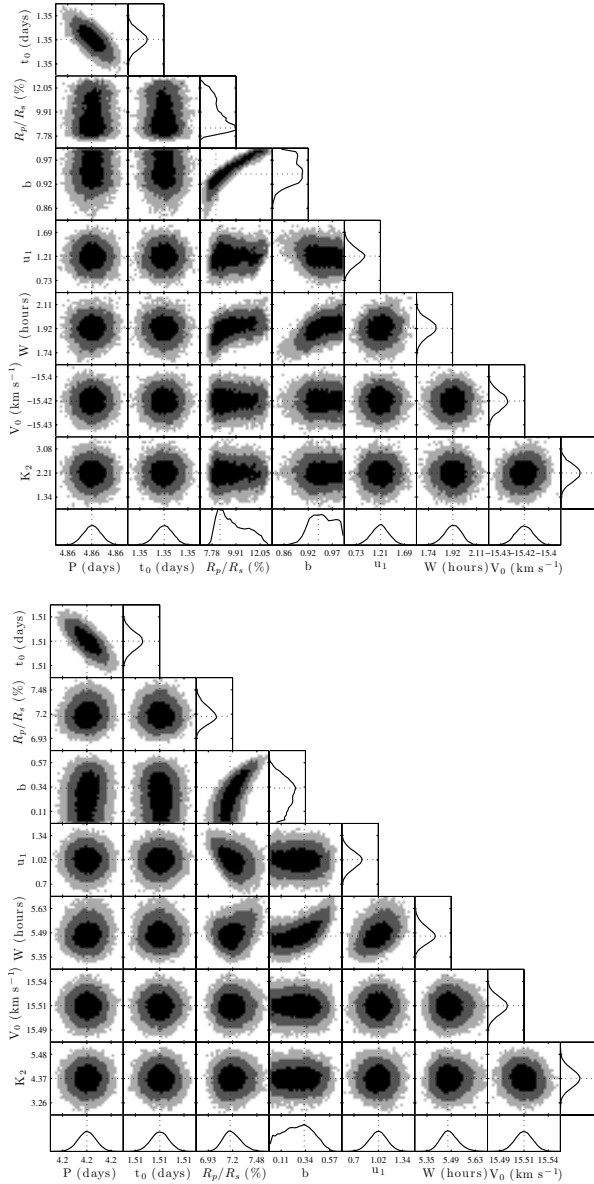 t₀ (days)
1.35
1.35
1.35
R_p/R_s (%)
12.05
9.91
7.78
b
0.97
0.92
0.86
u₁
1.69
1.21
0.73
W (hours)
2.11
1.92
1.74
V₀ (km s⁻¹)
−15.4
−15.42
−15.43
K₂
3.08
2.21
1.34
4.86 4.86 4.86 1.35 1.35 1.35 7.78 9.91 12.05 0.86 0.92 0.97 0.73 1.21 1.69 1.74 1.92 2.11 −15.43 −15.42 −15.4
P (days) t₀ (days) R_p/R_s (%) b u₁ W (hours) V₀ (km s⁻¹)
t₀ (days)
1.51
1.51
1.51
R_p/R_s (%)
7.48
7.2
6.93
b
0.57
0.34
0.11
u₁
1.34
1.02
0.7
W (hours)
5.63
5.49
5.35
V₀ (km s⁻¹)
15.54
15.51
15.49
K₂
5.48
4.37
3.26
4.2 4.2 4.2 1.51 1.51 1.51 6.93 7.2 7.48 0.11 0.34 0.57 0.7 1.02 1.34 5.35 5.49 5.63 15.49 15.51 15.54
P (days) t₀ (days) R_p/R_s (%) b u₁ W (hours) V₀ (km s⁻¹)